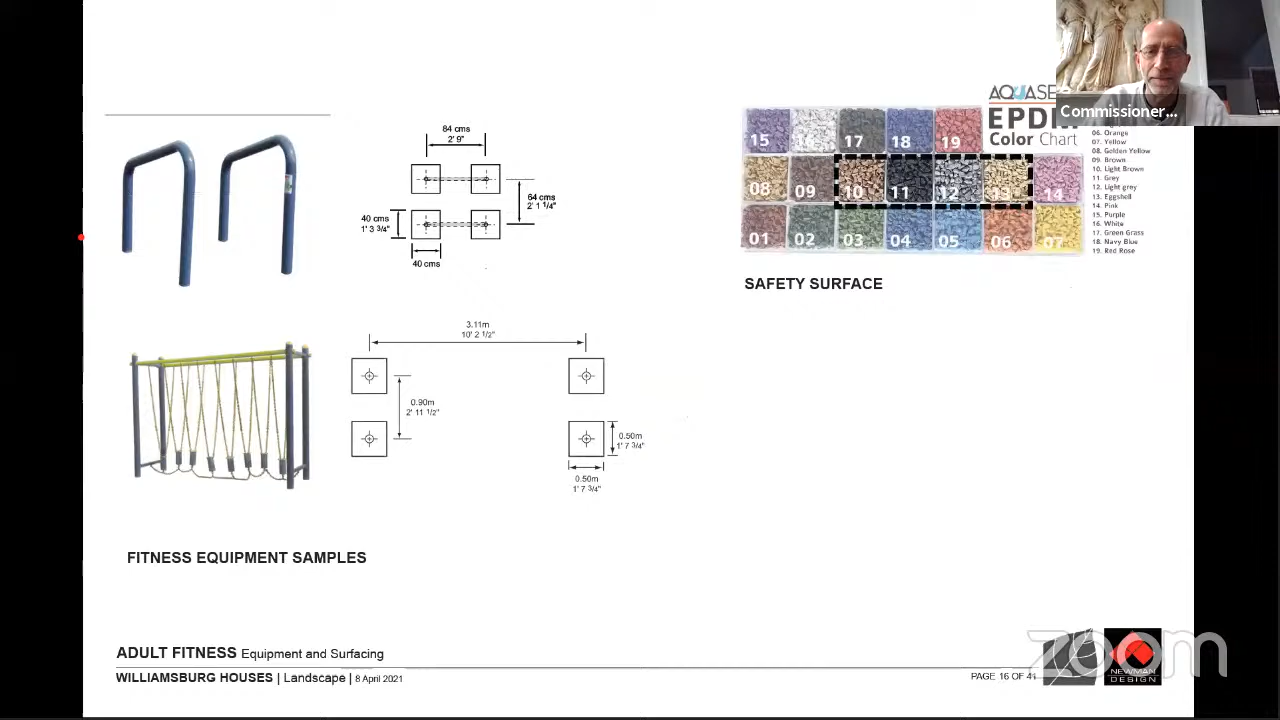 84 cms
2' 9"
64 cms
2' 1 1/4"
40 cms
1' 3 3/4"
40 cms
15
17
18
19
08
09
10
11
12
13
14
01
02
03
04
05
06
07
AQUASE
EPDM
Color Chart
Commissioner...
06. Orange
07. Yellow
08. Golden Yellow
09. Brown
10. Light Brown
11. Grey
12. Light grey
13. Eggshell
14. Pink
15. Purple
16. White
17. Green Grass
18. Navy Blue
19. Red Rose
SAFETY SURFACE
3.11m
10' 2 1/2"
0.90m
2' 11 1/2"
0.50m
1' 7 3/4"
0.50m
1' 7 3/4"
FITNESS EQUIPMENT SAMPLES
ADULT FITNESS Equipment and Surfacing
WILLIAMSBURG HOUSES | Landscape | 8 April 2021
PAGE 16 OF 41
zoom
NEWMAN
DESIGN